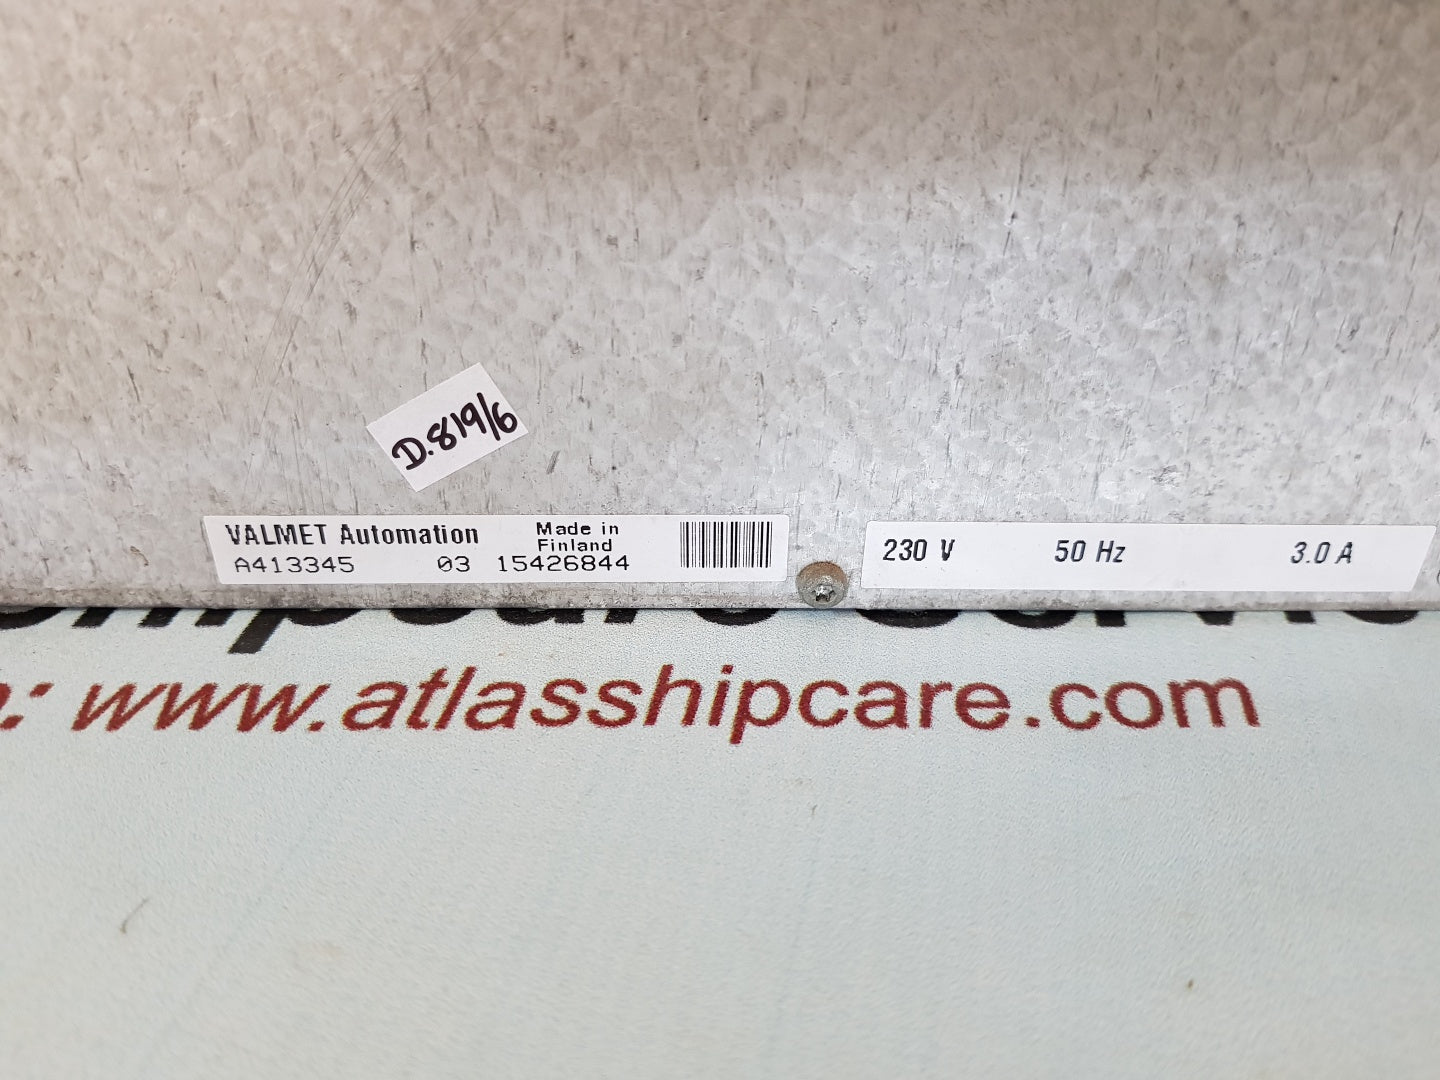 D.819/6
VALMET Automation
Made in
Finland
A413345 03 15426844
230 V 50 Hz 3.0 A
: www.atlasshipcare.com